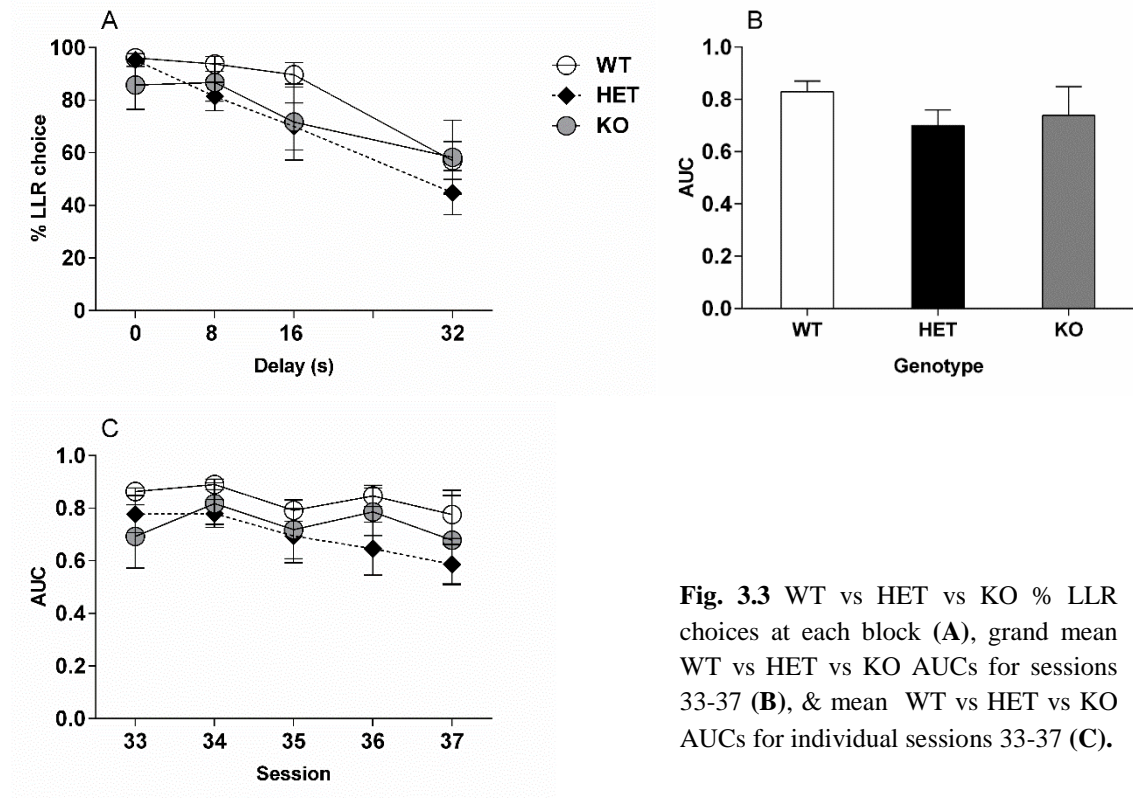 A
100
80
60
40
20
0
% LLR choice
0 8 16 32
Delay (s)
WT
HET
KO
B
1.0
0.8
0.6
0.4
0.2
0.0
AUC
WT HET KO
Genotype
C
1.0
0.8
0.6
0.4
0.2
0.0
AUC
33 34 35 36 37
Session
Fig. 3.3 WT vs HET vs KO % LLR
choices at each block (A), grand mean
WT vs HET vs KO AUCs for sessions
33-37 (B), & mean WT vs HET vs KO
AUCs for individual sessions 33-37 (C).